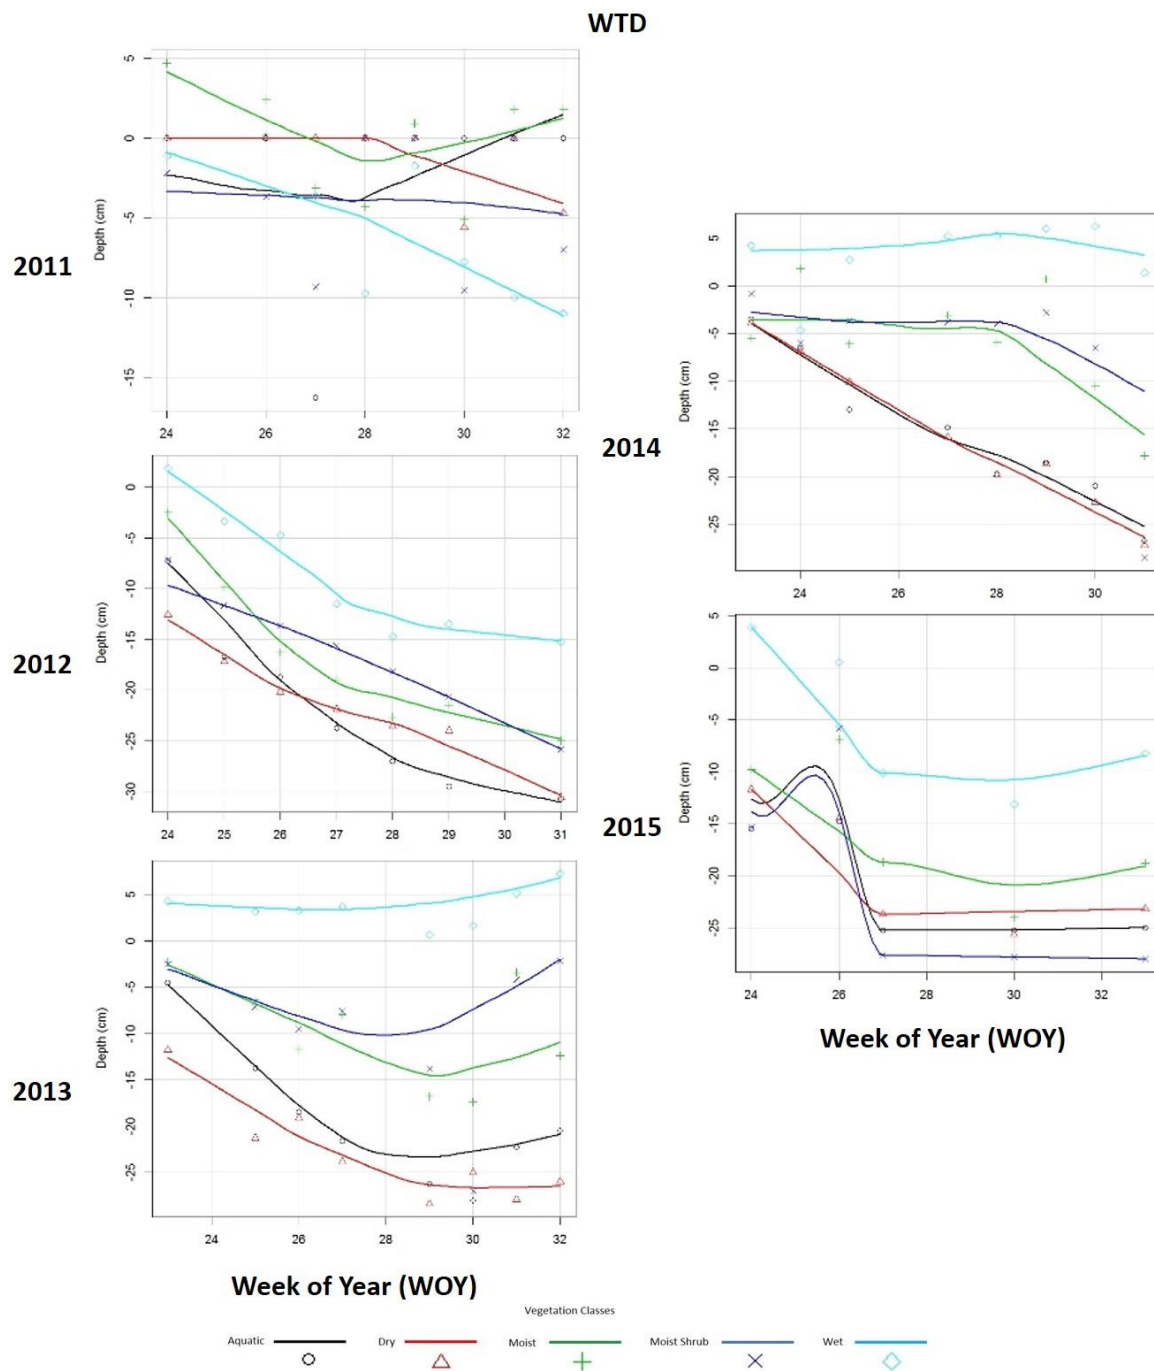 WTD
2011
Depth (cm)
5
0
-5
-10
-15
24 26 28 30 32
2012
Depth (cm)
0
-5
-10
-15
-20
-25
-30
24 25 26 27 28 29 30 31
2013
Depth (cm)
5
0
-5
-10
-15
-20
-25
24 26 28 30 32
Week of Year (WOY)
2014
Depth (cm)
5
0
-5
-10
-15
-20
-25
24 26 28 30
2015
Depth (cm)
5
0
-5
-10
-15
-20
-25
24 26 28 30 32
Week of Year (WOY)
Vegetation Classes
Aquatic Dry Moist Moist Shrub Wet